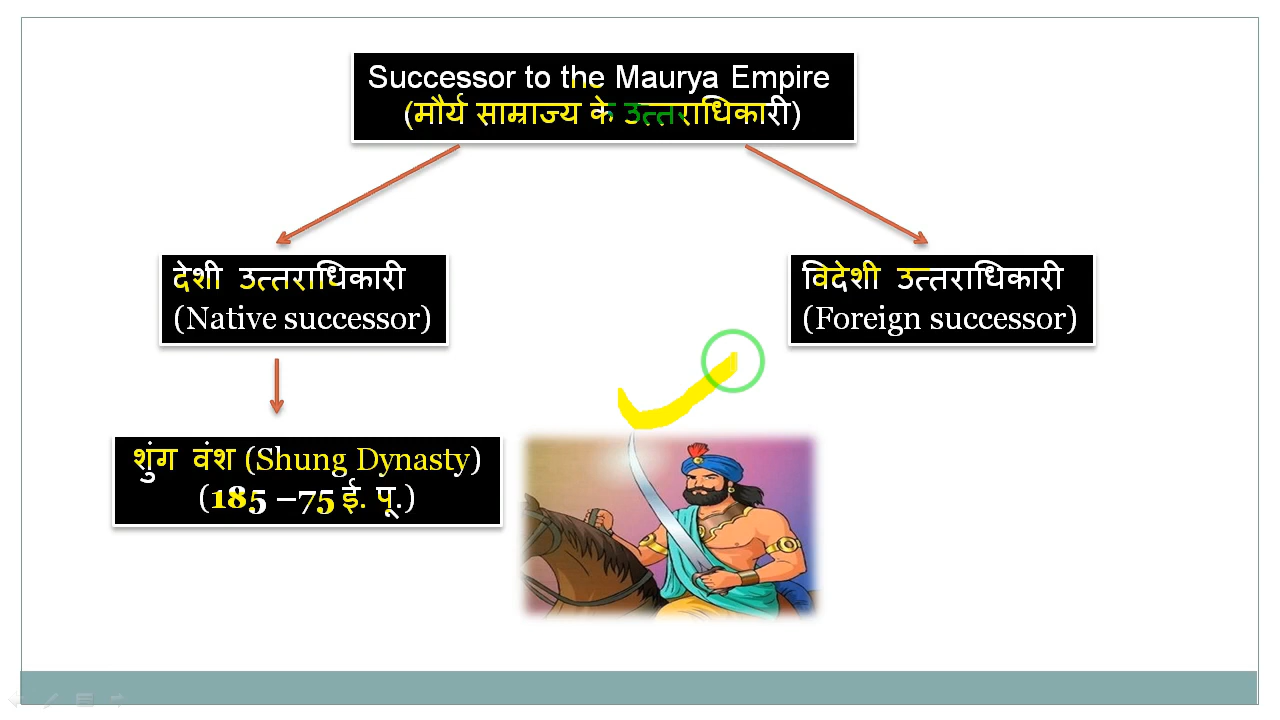 Successor to the Maurya Empire
(मौर्य साम्राज्य के उत्तराधिकारी)
देशी उत्तराधिकारी
(Native successor)
विदेशी उत्तराधिकारी
(Foreign successor)
शुंग वंश (Shung Dynasty)
(185 –75 ई. पू.)